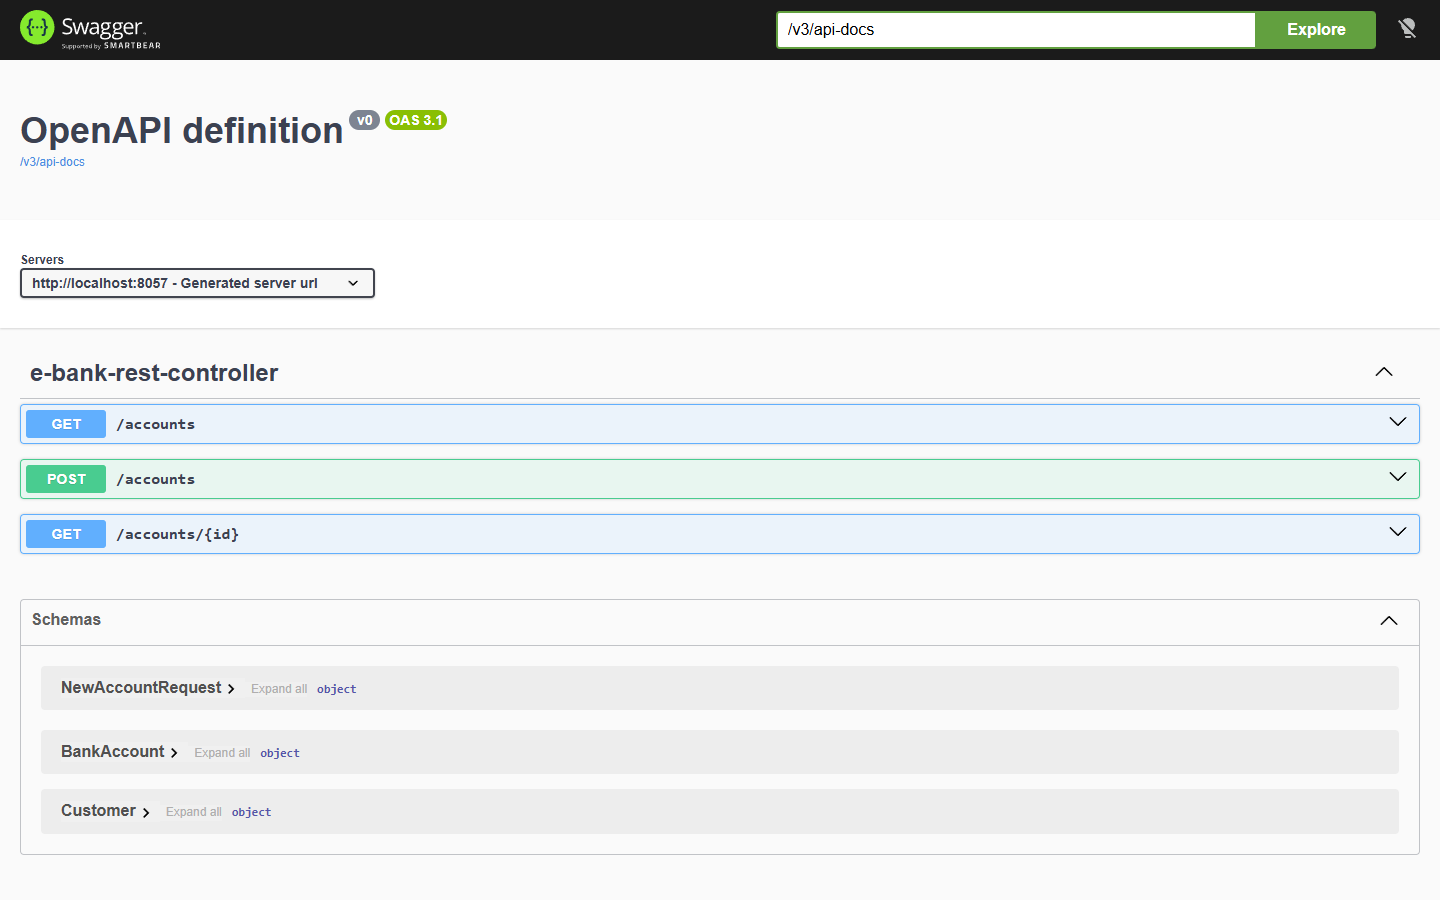 Swagger
Supported by SMARTBEAR
/v3/api-docs
Explore
OpenAPI definition v0 OAS 3.1
/v3/api-docs
Servers
http://localhost:8057 - Generated server url
e-bank-rest-controller
GET /accounts
POST /accounts
GET /accounts/{id}
Schemas
NewAccountRequest Expand all object
BankAccount Expand all object
Customer Expand all object